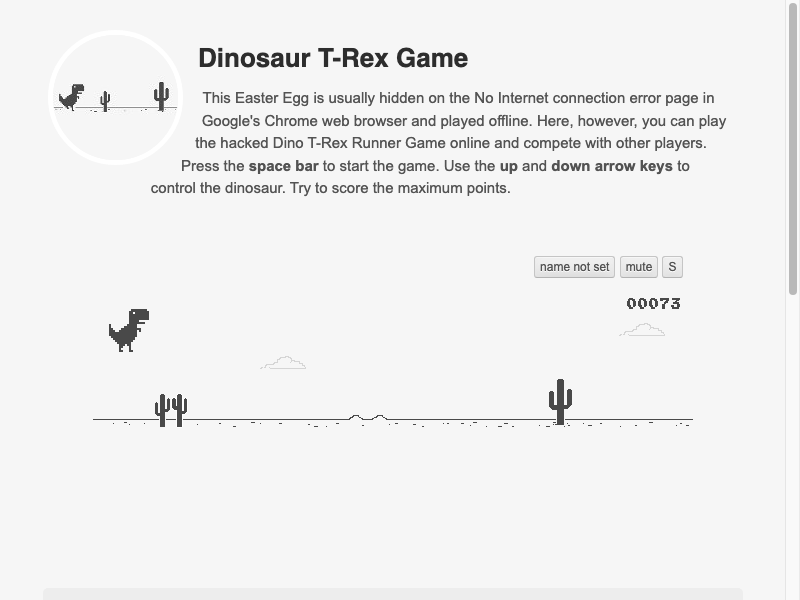 Dinosaur T-Rex Game
This Easter Egg is usually hidden on the No Internet connection error page in
Google's Chrome web browser and played offline. Here, however, you can play
the hacked Dino T-Rex Runner Game online and compete with other players.
Press the space bar to start the game. Use the up and down arrow keys to
control the dinosaur. Try to score the maximum points.
name not set mute S
00073